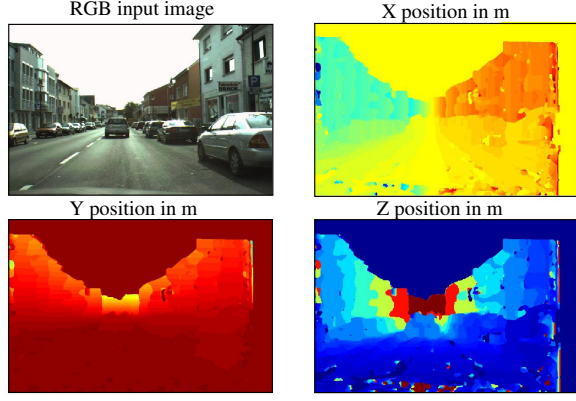 RGB input image
X position in m
Y position in m
Z position in m